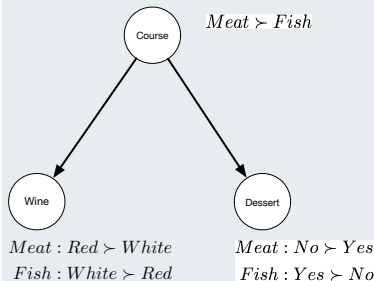 Course
Meat ≻ Fish
Wine
Dessert
Meat : Red ≻ White
Fish : White ≻ Red
Meat : No ≻ Yes
Fish : Yes ≻ No